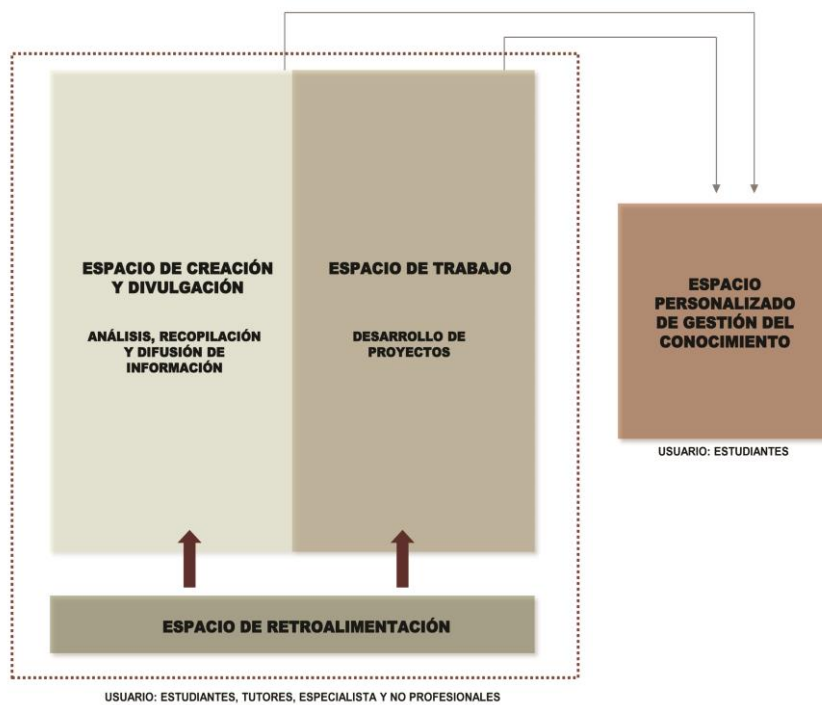 ESPACIO DE CREACIÓN
Y DIVULGACIÓN
ANÁLISIS, RECOPILACIÓN
Y DIFUSIÓN DE
INFORMACIÓN
ESPACIO DE TRABAJO
DESARROLLO DE
PROYECTOS
ESPACIO
PERSONALIZADO
DE GESTIÓN DEL
CONOCIMIENTO
USUARIO: ESTUDIANTES
ESPACIO DE RETROALIMENTACIÓN
USUARIO: ESTUDIANTES, TUTORES, ESPECIALISTA Y NO PROFESIONALES